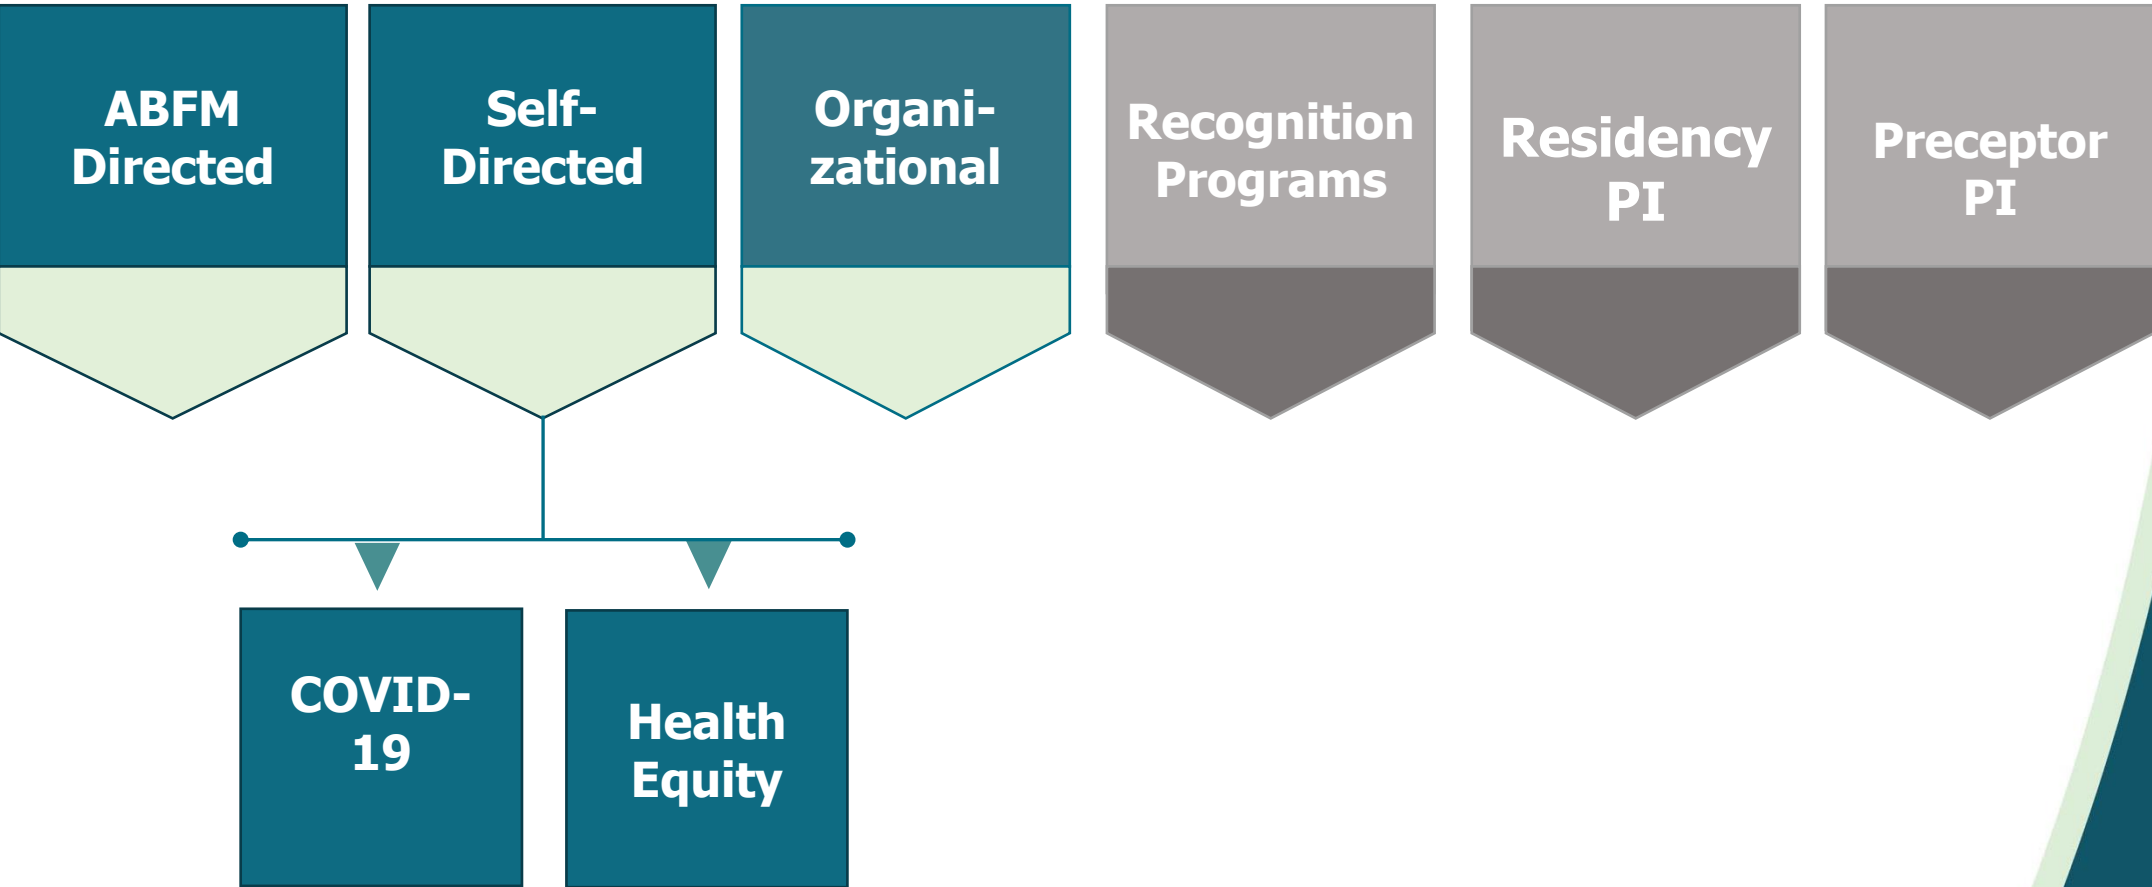 ABFM
Directed
Self-
Directed
Organi-
zational
Recognition
Programs
Residency
PI
Preceptor
PI
COVID-
19
Health
Equity